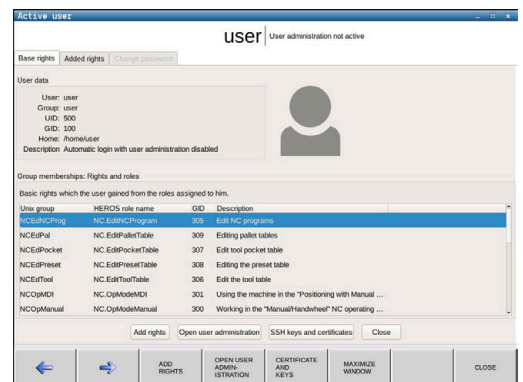 Active user
user User administration not active
Base rights Added rights Change password
User data
User: user
Group: user
UID: 500
GID: 100
Home: /home/user
Description Automatic login with user administration disabled
Group memberships: Rights and roles
Basic rights which the user gained from the roles assigned to him.
Unix group HEROS role name GID Description
NCEdNCProg NC.EditNCProgram 305 Edit NC programs
NCEdPal NC.EditPalletTable 309 Editing pallet tables
NCEdPocket NC.EditPocketTable 307 Edit tool pocket table
NCEdPreset NC.EditPresetTable 308 Editing the preset table
NCEdTool NC.EditToolTable 306 Edit the tool table
NCOpMDI NC.OpModeMDI 301 Using the machine in the "Positioning with Manual ...
NCOpManual NC.OpModeManual 300 Working in the "Manual/Handwheel" NC operating ...
Add rights Open user administration SSH keys and certificates Close
ADD RIGHTS OPEN USER ADMIN- ISTRATION CERTIFICATE AND KEYS MAXIMIZE WINDOW CLOSE